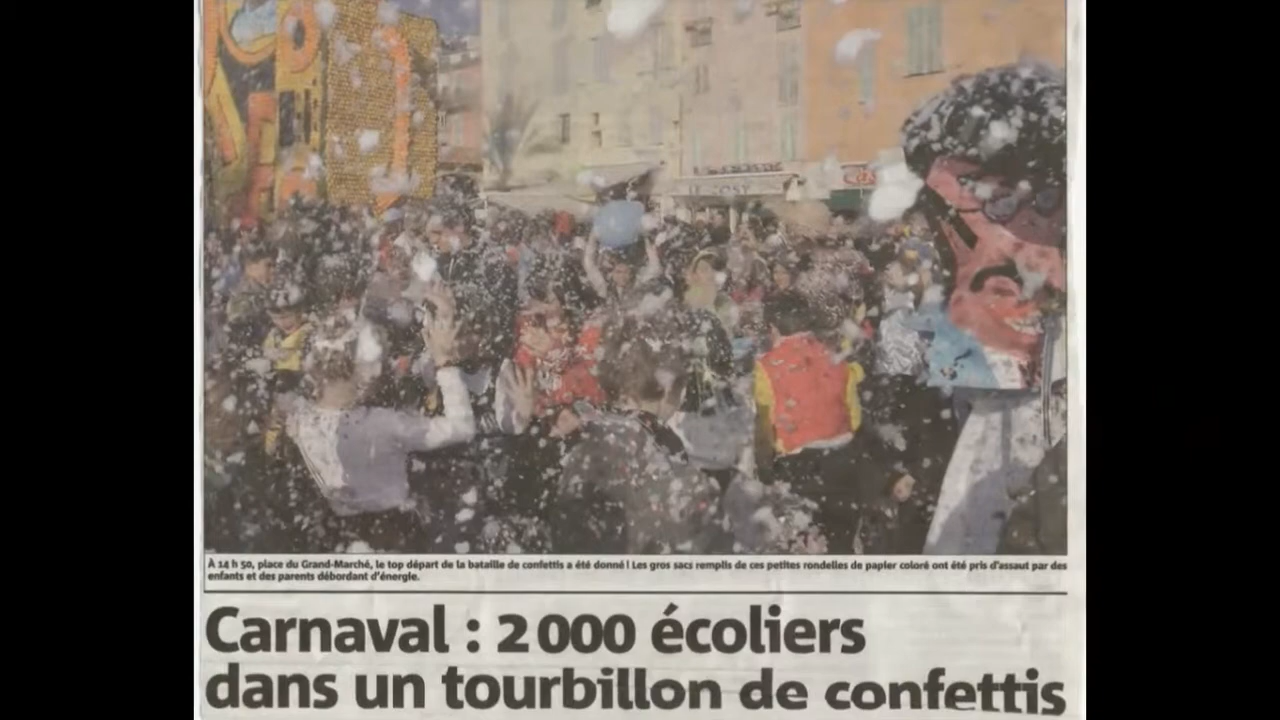 LE COSY
À 14 h 50, place du Grand-Marché, le top départ de la bataille de confettis a été donné ! Les gros sacs remplis de ces petites rondelles de papier coloré ont été pris d'assaut par des
enfants et des parents débordant d'énergie.
Carnaval : 2 000 écoliers
dans un tourbillon de confettis